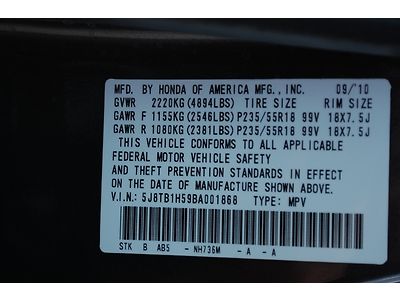 MFD. BY HONDA OF AMERICA MFG., INC. 09/10
GVWR 2220KG(4894LBS) TIRE SIZE RIM SIZE
GAWR F 1155KG(2546LBS) P235/55R18 99V 18X7.5J
GAWR R 1080KG(2381LBS) P235/55R18 99V 18X7.5J
THIS VEHICLE CONFORMS TO ALL APPLICABLE
FEDERAL MOTOR VEHICLE SAFETY
AND THEFT PREVENTION STANDARDS IN EFFECT ON
THE DATE OF MANUFACTURE SHOWN ABOVE.
V.I.N.: 5J8TB1H59BA001868 TYPE: MPV
STK B AB5 - NH736M - A - A